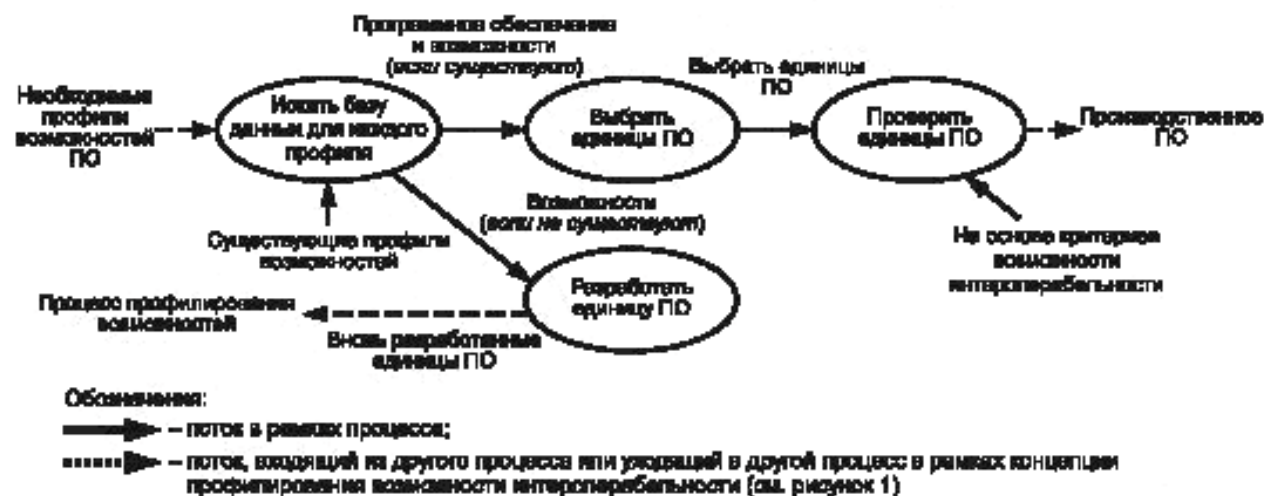 Программное обеспечение
и возможности
(если существуют)
Выбрать единицы
ПО
Необходимые
профили
возможностей
ПО
Искать базу
данных для каждого
профиля
Выбрать
единицы ПО
Проверить
единицы ПО
Производственное
ПО
Возможности
(если не существуют)
Существующие профили
возможностей
На основе критериев
возможности
интероперабельности
Разработать
единицу ПО
Процесс профилирования
возможностей
Вновь разработанные
единицы ПО
Обозначения:
– поток в рамках процесса;
– поток, входящий из другого процесса или уходящий в другой процесс в рамках концепции
профилирования возможности интероперабельности (см. рисунок 1)